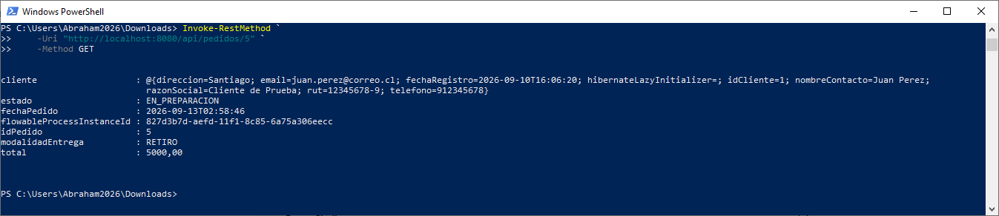 Windows PowerShell
PS C:\Users\Abraham2026\Downloads> Invoke-RestMethod `
>>     -Uri "http://localhost:8080/api/pedidos/5" `
>>     -Method GET
cliente                   : @{direccion=Santiago; email=juan.perez@correo.cl; fechaRegistro=2026-09-10T16:06:20; hibernateLazyInitializer=; idCliente=1; nombreContacto=Juan Perez;
                            razonSocial=Cliente de Prueba; rut=12345678-9; telefono=912345678}
estado                    : EN_PREPARACION
fechaPedido               : 2026-09-13T02:58:46
flowableProcessInstanceId : 827d3b7d-aefd-11f1-8c85-6a75a306eecc
idPedido                  : 5
modalidadEntrega          : RETIRO
total                     : 5000,00
PS C:\Users\Abraham2026\Downloads>